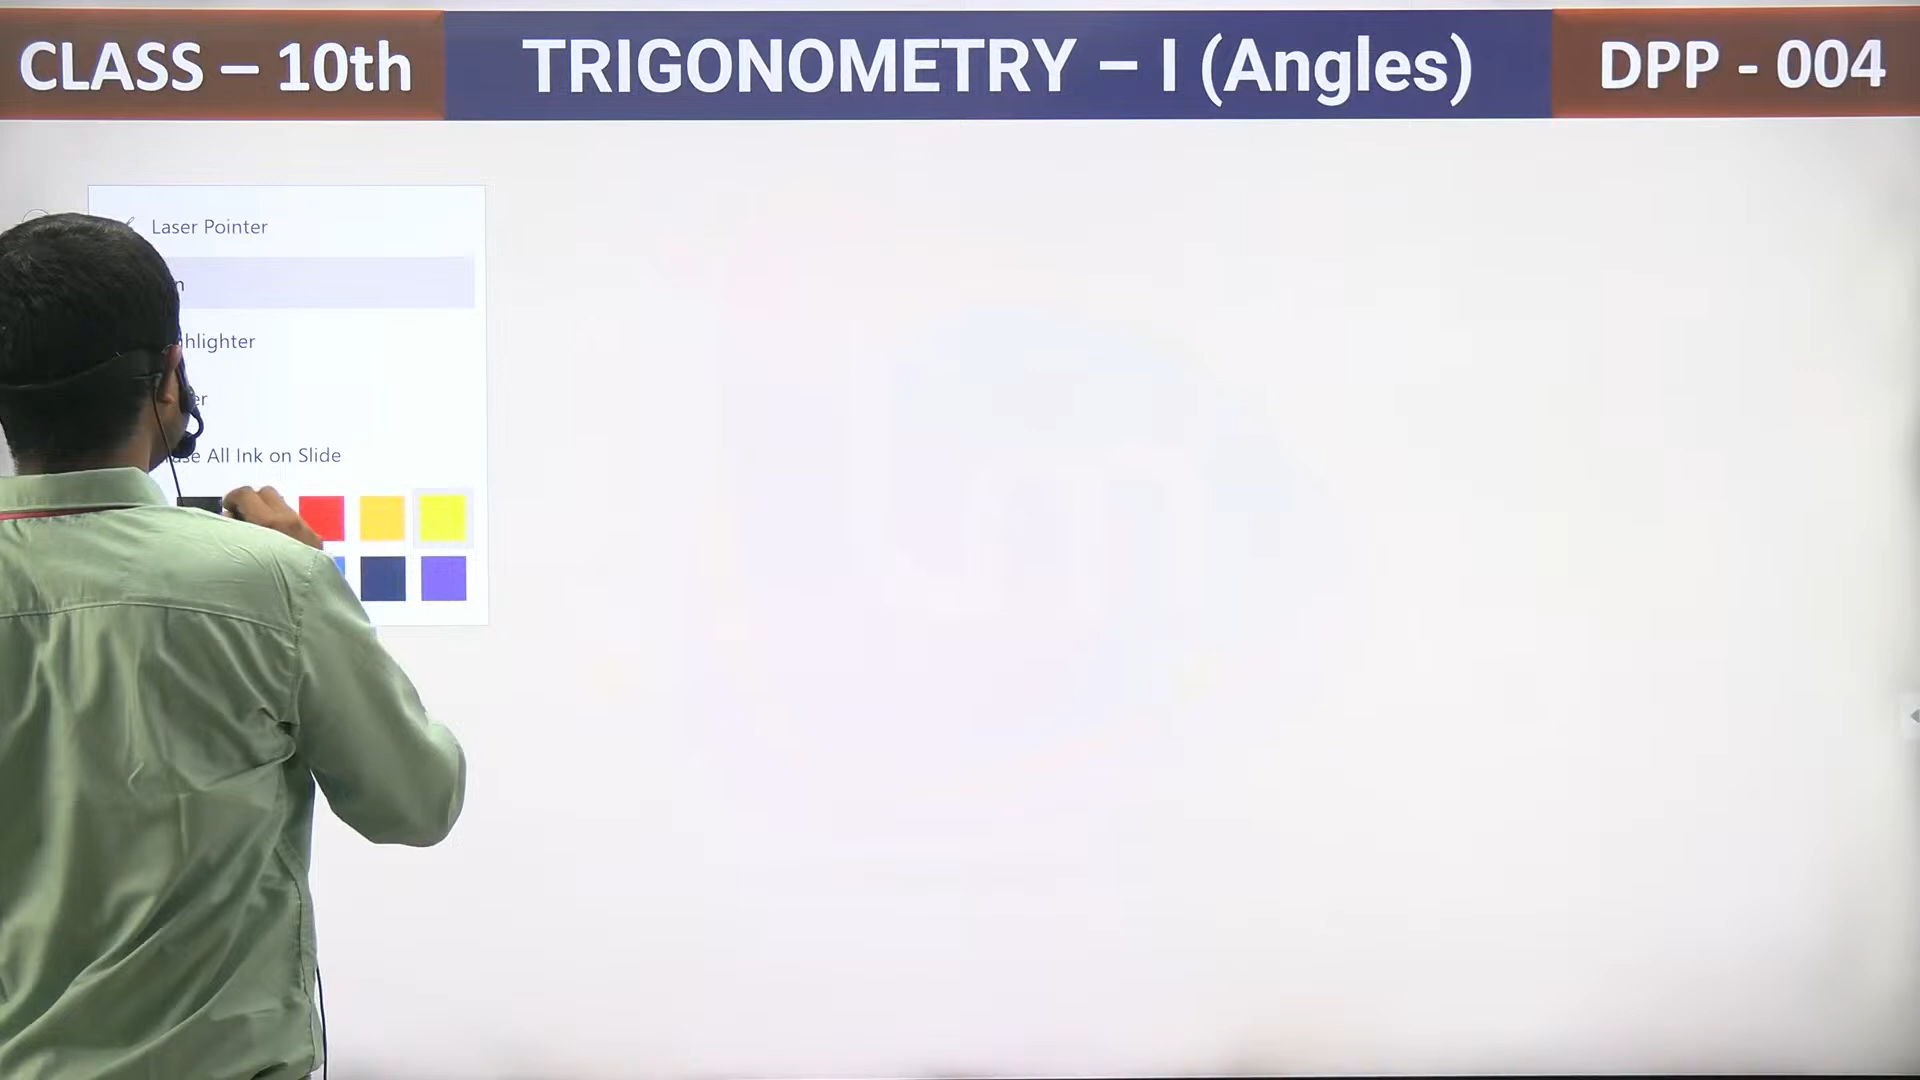 CLASS – 10th TRIGONOMETRY – I (Angles) DPP - 004
Laser Pointer
All Ink on Slide